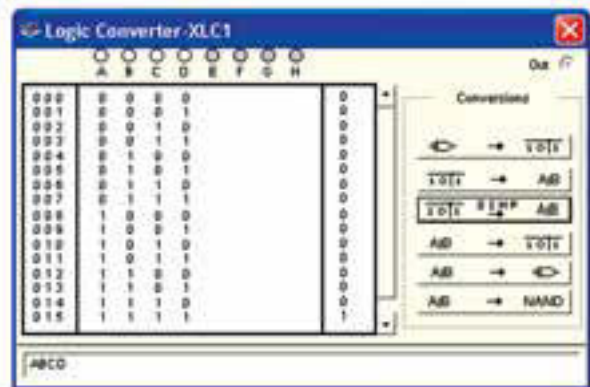 Logic Converter-XLC1
A B C D E F G H
Out
Conversions
000 0 0 0 0 0
001 0 0 0 1 0
002 0 0 1 0 0
003 0 0 1 1 0
004 0 1 0 0 0
005 0 1 0 1 0
006 0 1 1 0 0
007 0 1 1 1 0
008 1 0 0 0 0
009 1 0 0 1 0
010 1 0 1 0 0
011 1 0 1 1 0
012 1 1 0 0 0
013 1 1 0 1 0
014 1 1 1 0 0
015 1 1 1 1 1
→ 101
101 → AIB
101 SIMP → AIB
AIB → 101
AIB →
AIB → NAND
ABCD